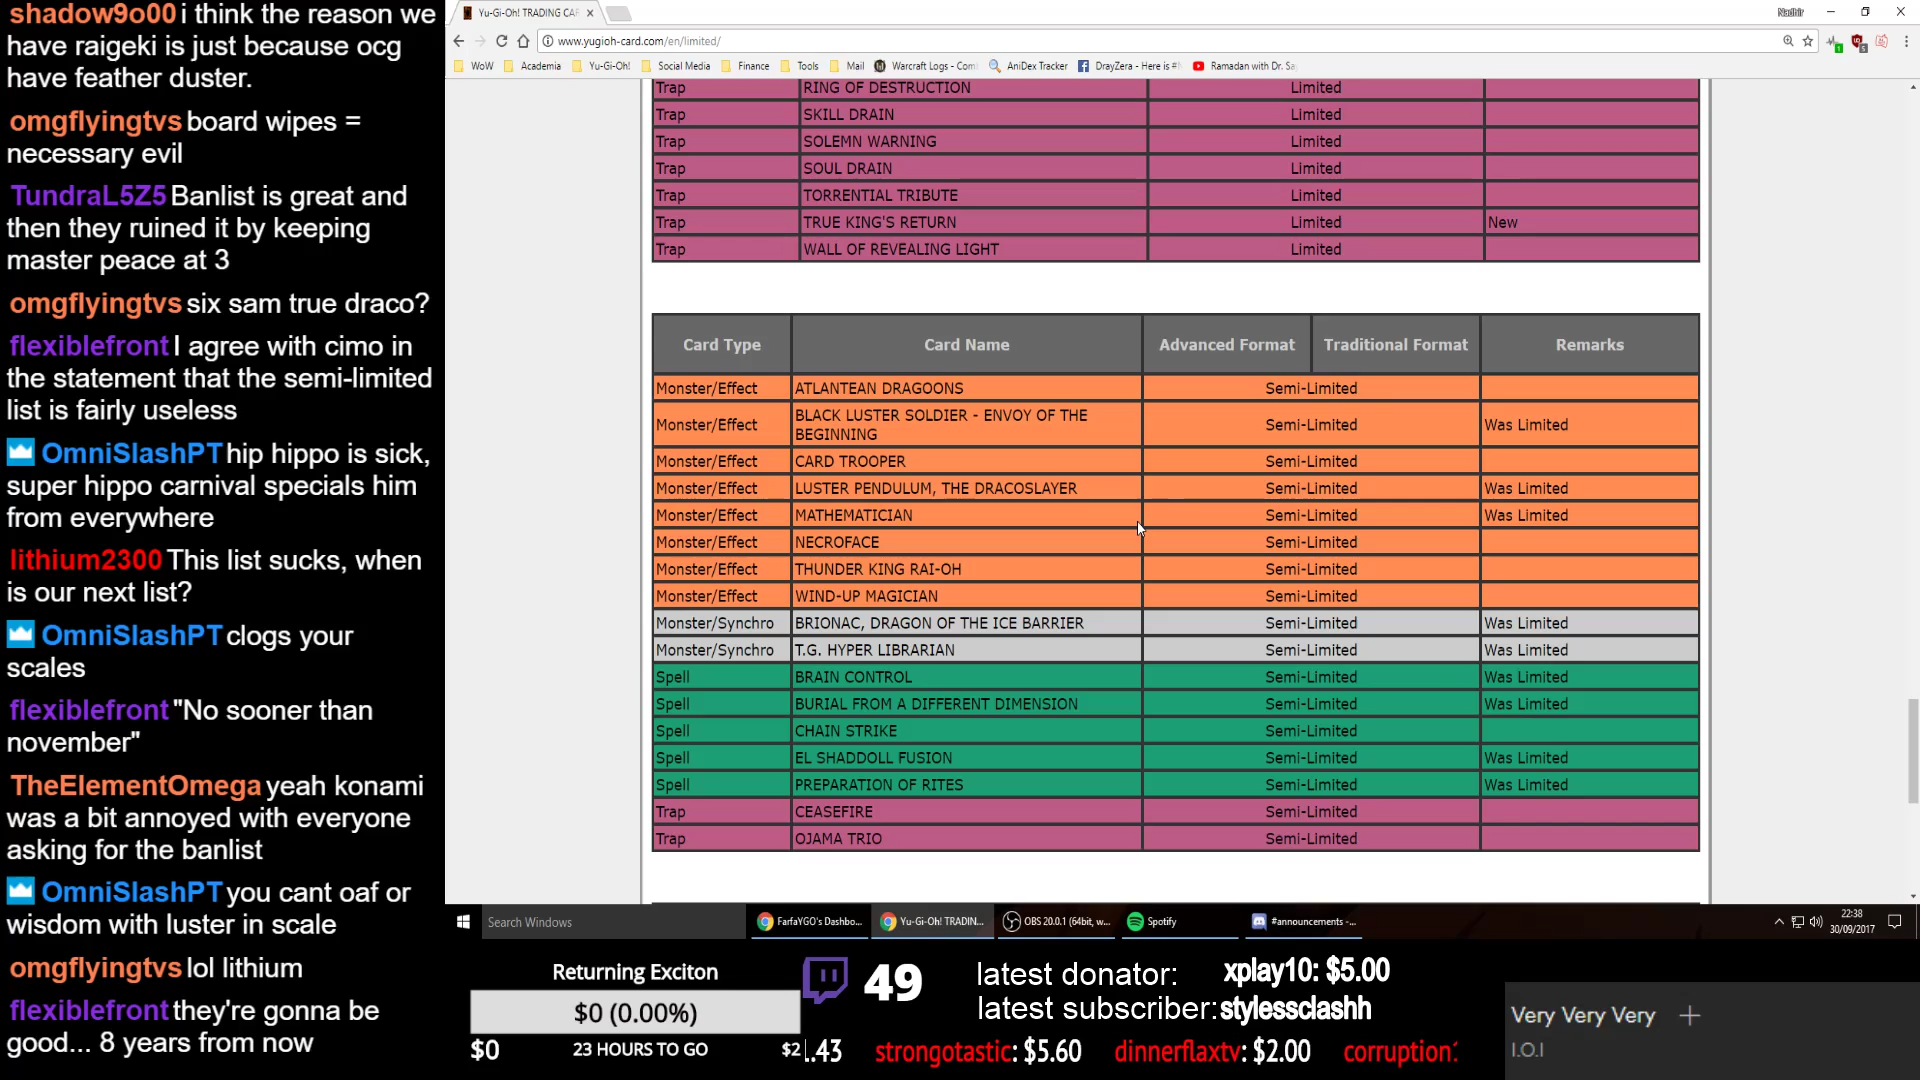 shadow9o00 i think the reason we
have raigeki is just because ocg
have feather duster.
omgflyingtvs board wipes =
necessary evil
TundraL5Z5 Banlist is great and
then they ruined it by keeping
master peace at 3
omgflyingtvs six sam true draco?
flexiblefront I agree with cimo in
the statement that the semi-limited
list is fairly useless
OmniSlashPT hip hippo is sick,
super hippo carnival specials him
from everywhere
lithium2300 This list sucks, when
is our next list?
OmniSlashPT clogs your
scales
flexiblefront "No sooner than
november"
TheElementOmega yeah konami
was a bit annoyed with everyone
asking for the banlist
OmniSlashPT you cant oaf or
wisdom with luster in scale
omgflyingtvs lol lithium
flexiblefront they're gonna be
good... 8 years from now
Yu-Gi-Oh! TRADING CAR
Nadhir
www.yugioh-card.com/en/limited/
WoW Academia Yu-Gi-Oh! Social Media Finance Tools Mail Warcraft Logs - Com AniDex Tracker DrayZera - Here is #N Ramadan with Dr. Sa
Trap RING OF DESTRUCTION Limited
Trap SKILL DRAIN Limited
Trap SOLEMN WARNING Limited
Trap SOUL DRAIN Limited
Trap TORRENTIAL TRIBUTE Limited
Trap TRUE KING'S RETURN Limited New
Trap WALL OF REVEALING LIGHT Limited
Card Type Card Name Advanced Format Traditional Format Remarks
Monster/Effect ATLANTEAN DRAGOONS Semi-Limited
Monster/Effect BLACK LUSTER SOLDIER - ENVOY OF THE
BEGINNING Semi-Limited Was Limited
Monster/Effect CARD TROOPER Semi-Limited
Monster/Effect LUSTER PENDULUM, THE DRACOSLAYER Semi-Limited Was Limited
Monster/Effect MATHEMATICIAN Semi-Limited Was Limited
Monster/Effect NECROFACE Semi-Limited
Monster/Effect THUNDER KING RAI-OH Semi-Limited
Monster/Effect WIND-UP MAGICIAN Semi-Limited
Monster/Synchro BRIONAC, DRAGON OF THE ICE BARRIER Semi-Limited Was Limited
Monster/Synchro T.G. HYPER LIBRARIAN Semi-Limited Was Limited
Spell BRAIN CONTROL Semi-Limited Was Limited
Spell BURIAL FROM A DIFFERENT DIMENSION Semi-Limited Was Limited
Spell CHAIN STRIKE Semi-Limited
Spell EL SHADDOLL FUSION Semi-Limited Was Limited
Spell PREPARATION OF RITES Semi-Limited Was Limited
Trap CEASEFIRE Semi-Limited
Trap OJAMA TRIO Semi-Limited
Search Windows FarfaYGO's Dashbo... Yu-Gi-Oh! TRADIN... OBS 20.0.1 (64bit, w... Spotify #announcements -...
22:38
30/09/2017
Returning Exciton
$0 (0.00%)
$0 23 HOURS TO GO $2
49
latest donator: xplay10: $5.00
latest subscriber: stylessclashh
.43 strongotastic: $5.60 dinnerflaxtv: $2.00 corruption
Very Very Very
I.O.I